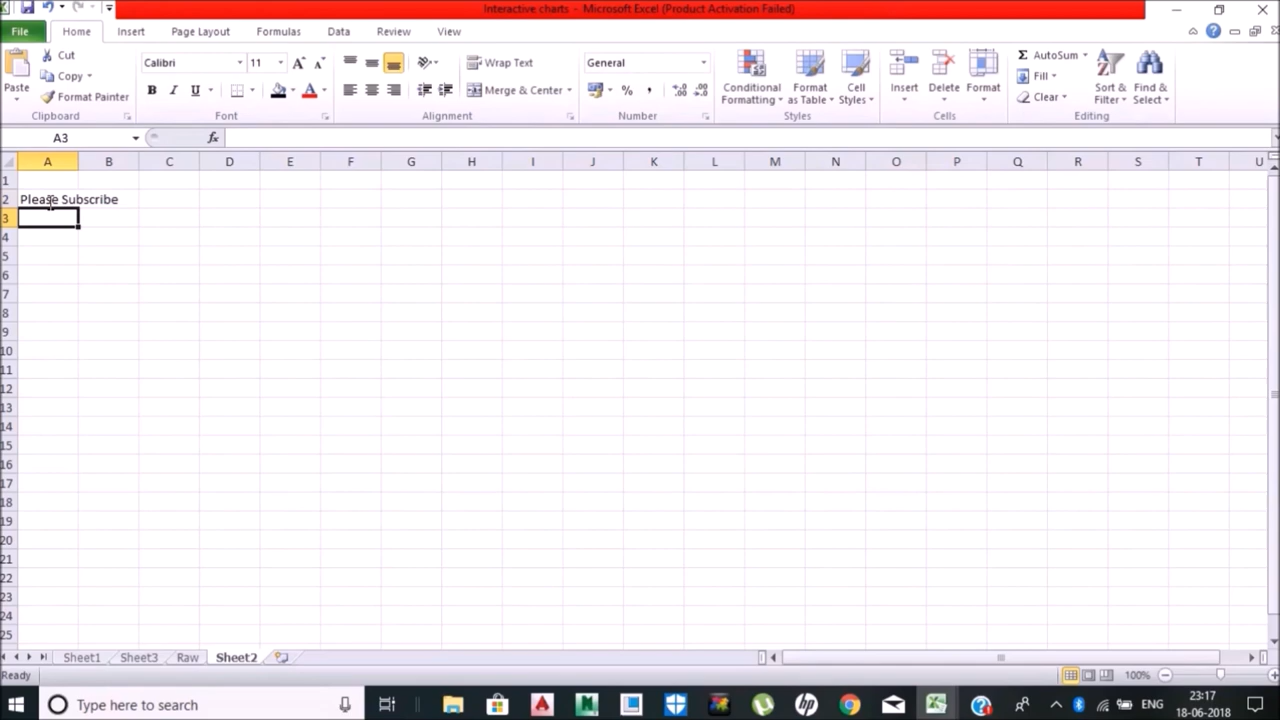 Interactive charts - Microsoft Excel (Product Activation Failed)
File Home Insert Page Layout Formulas Data Review View
Cut
Copy
Format Painter
Paste
Clipboard
Calibri 11
B I U A
Font
Wrap Text
Merge & Center
Alignment
General
% ,
Number
Conditional Formatting
Format as Table
Cell Styles
Styles
Insert Delete Format
Cells
Σ AutoSum
Fill
Clear
Sort & Filter
Find & Select
Editing
A3 fx
A B C D E F G H I J K L M N O P Q R S T U
1
2 Please Subscribe
3
4
5
6
7
8
9
10
11
12
13
14
15
16
17
18
19
20
21
22
23
24
25
Sheet1 Sheet3 Raw Sheet2
Ready 100%
Type here to search
ENG
23:17
18-06-2018